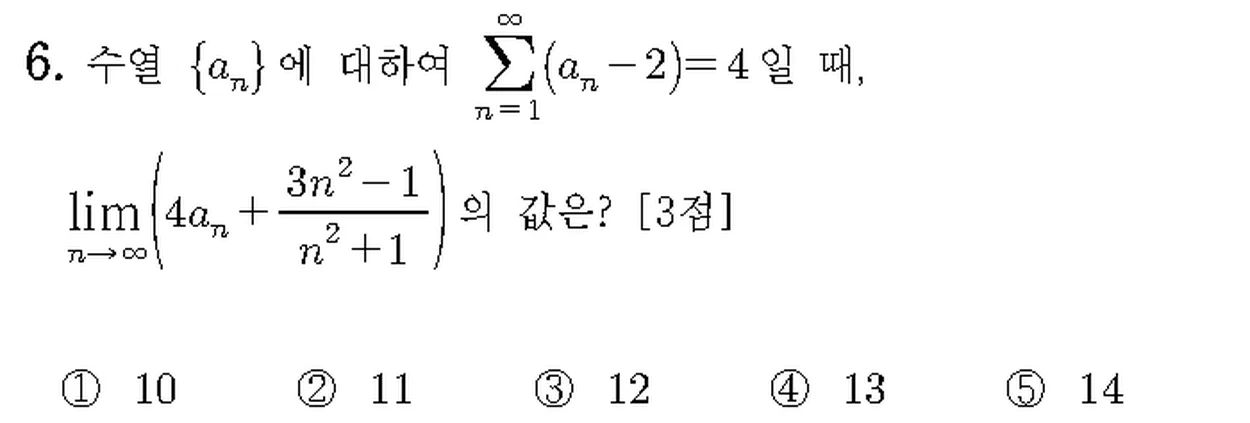 6. 수열 {aₙ}에 대하여 ∑_{n=1}^{∞}(aₙ−2)=4일 때,
lim_{n→∞}(4aₙ + (3n²−1)/(n²+1))의 값은? [3점]
① 10 ② 11 ③ 12 ④ 13 ⑤ 14